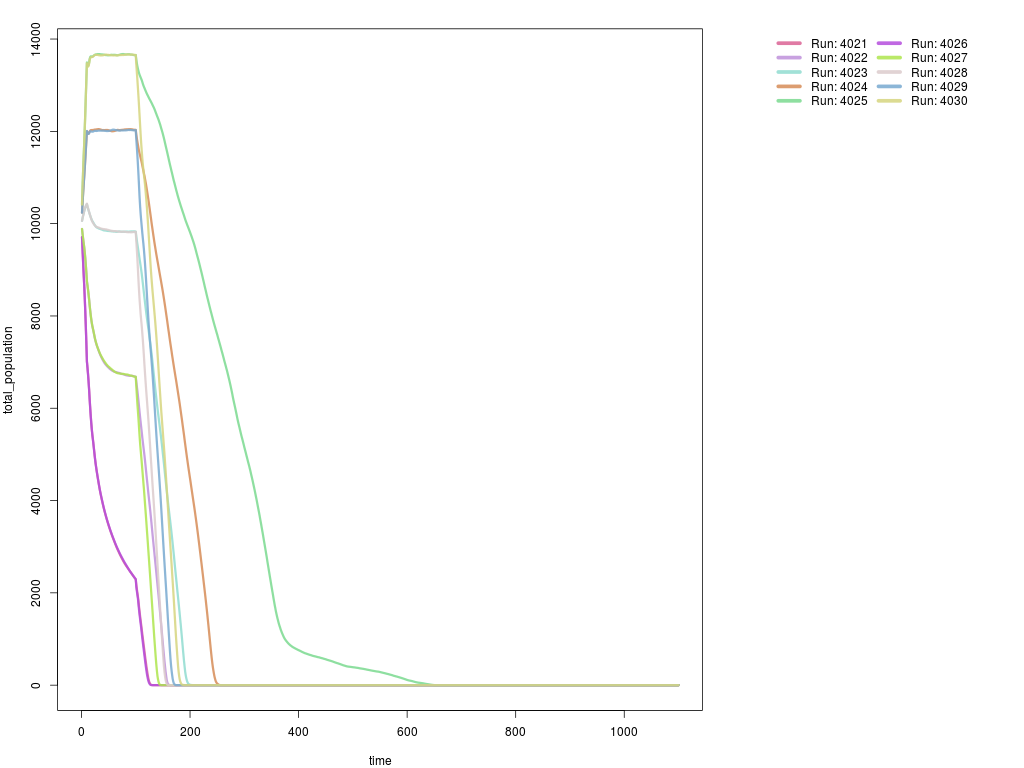 14000
12000
10000
8000
6000
4000
2000
0
total_population
0 200 400 600 800 1000
time
Run: 4021 Run: 4026
Run: 4022 Run: 4027
Run: 4023 Run: 4028
Run: 4024 Run: 4029
Run: 4025 Run: 4030